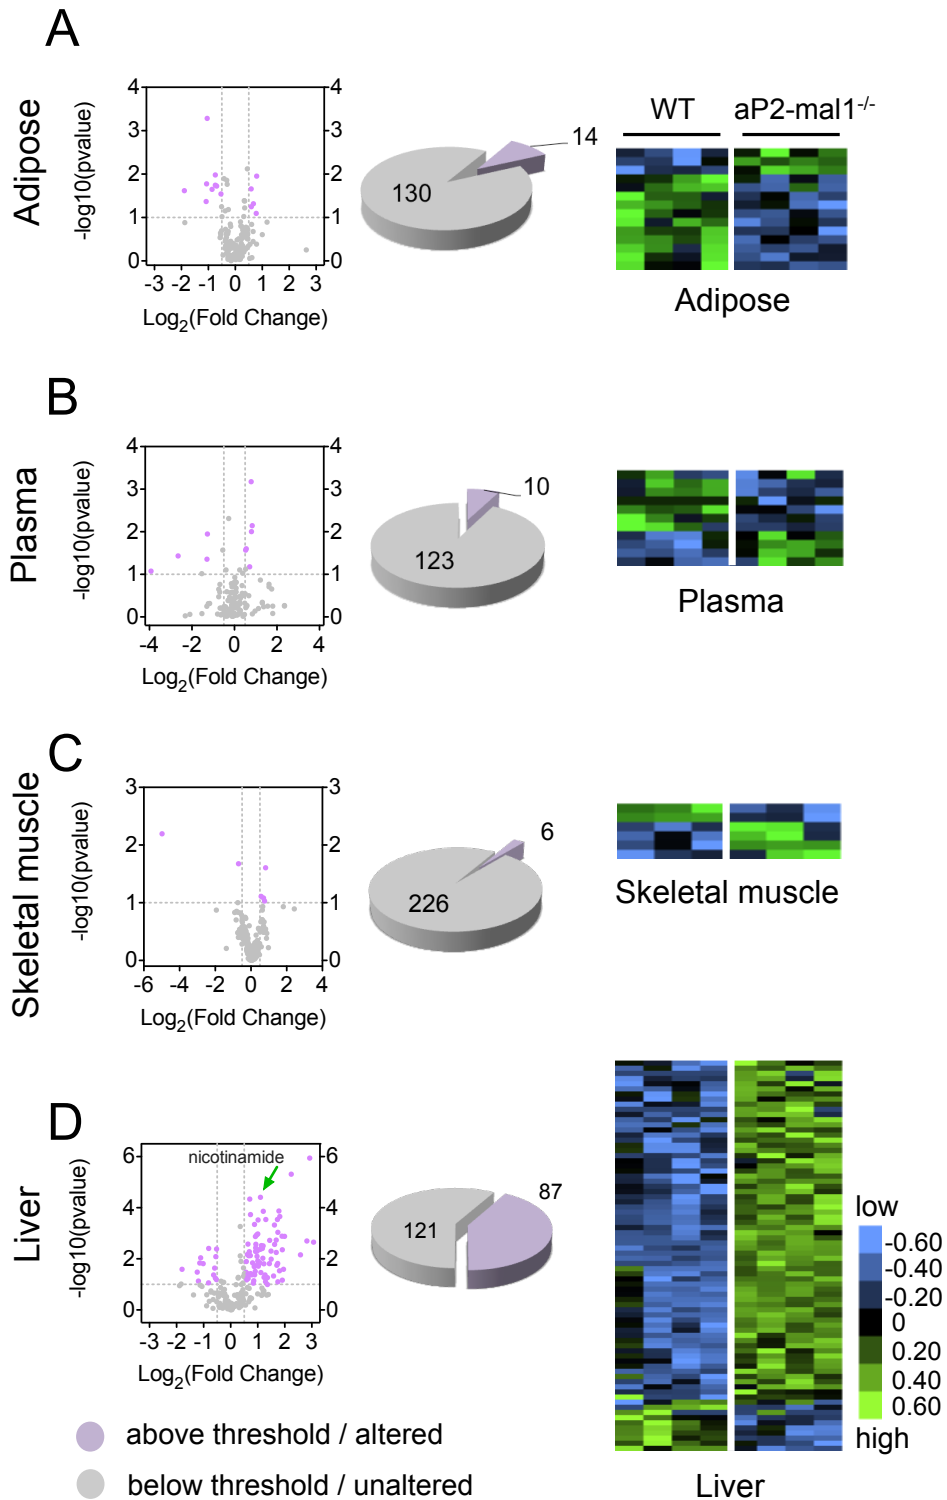 A
Adipose
-log10(pvalue)
4 4
3 3
2 2
1 1
0 0
-3 -2 -1 0 1 2 3
Log2(Fold Change)
130
14
WT aP2-mal1-/-
Adipose
B
Plasma
-log10(pvalue)
4 4
3 3
2 2
1 1
0 0
-4 -2 0 2 4
Log2(Fold Change)
123
10
Plasma
C
Skeletal muscle
-log10(pvalue)
3 3
2 2
1 1
0 0
-6 -4 -2 0 2 4
Log2(Fold Change)
226
6
Skeletal muscle
D
Liver
-log10(pvalue)
6 6
4 4
2 2
0 0
nicotinamide
-3 -2 -1 0 1 2 3
Log2(Fold Change)
121
87
Liver
low
-0.60
-0.40
-0.20
0
0.20
0.40
0.60
high
above threshold / altered
below threshold / unaltered